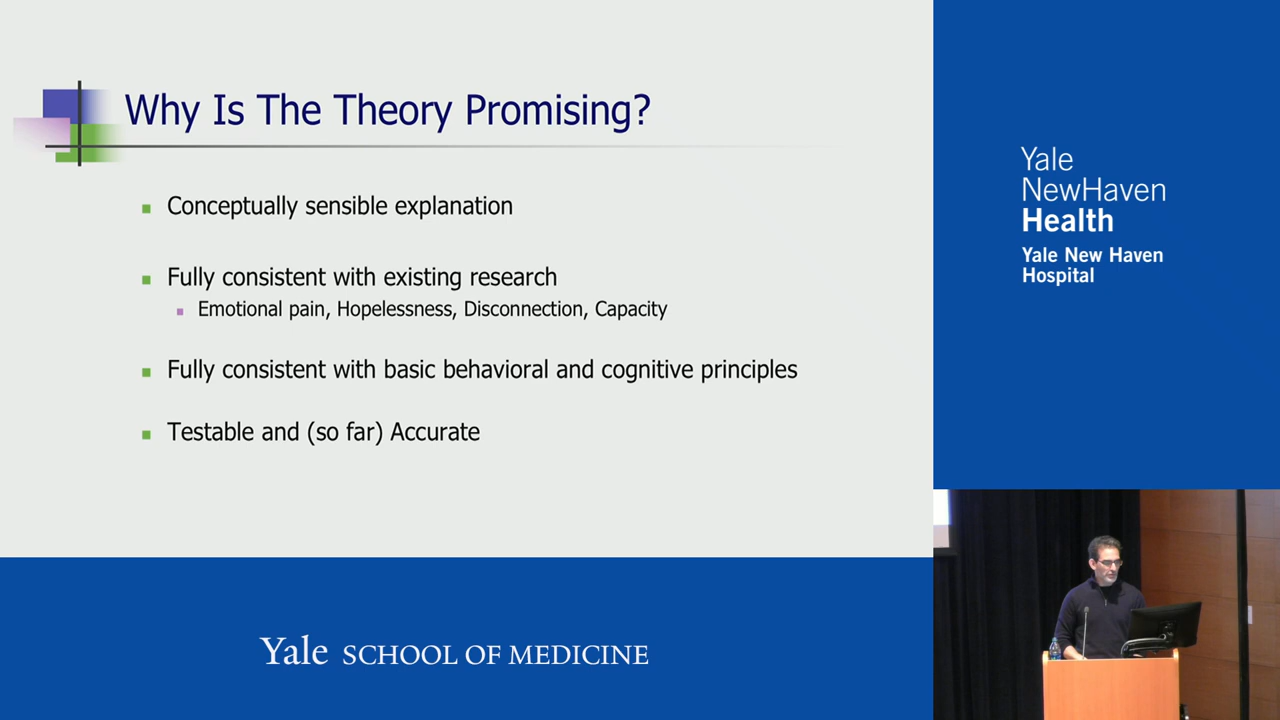 Why Is The Theory Promising?
Conceptually sensible explanation
Fully consistent with existing research
Emotional pain, Hopelessness, Disconnection, Capacity
Fully consistent with basic behavioral and cognitive principles
Testable and (so far) Accurate
Yale SCHOOL OF MEDICINE
Yale
NewHaven
Health
Yale New Haven
Hospital